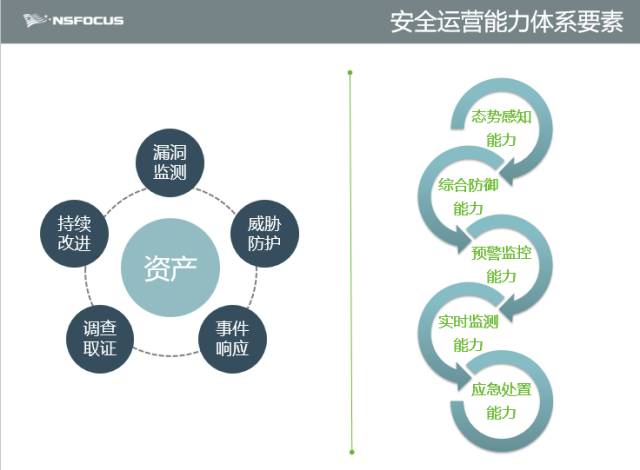 NSFOCUS
安全运营能力体系要素
漏洞
监测
威胁
防护
事件
响应
调查
取证
持续
改进
资产
态势感知
能力
综合防御
能力
预警监控
能力
实时监测
能力
应急处置
能力